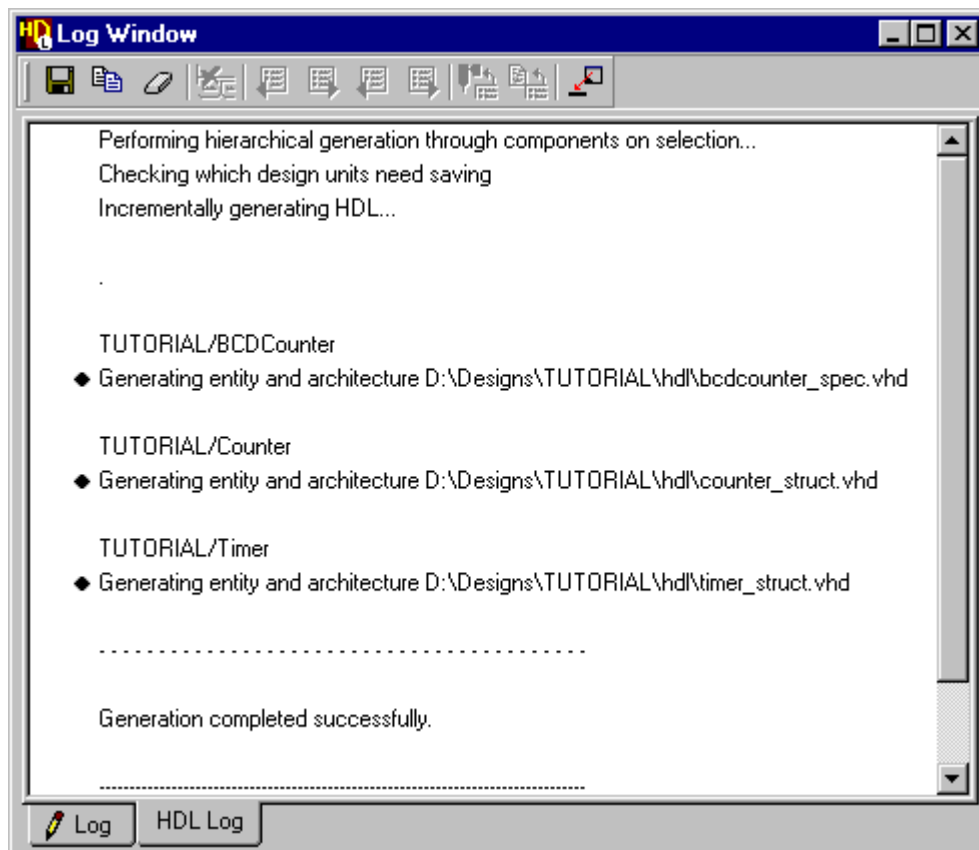 HDL Log Window
Performing hierarchical generation through components on selection...
Checking which design units need saving
Incrementally generating HDL...
.
TUTORIAL/BCDCounter
◆ Generating entity and architecture D:\Designs\TUTORIAL\hdl\bcdcounter_spec.vhd
TUTORIAL/Counter
◆ Generating entity and architecture D:\Designs\TUTORIAL\hdl\counter_struct.vhd
TUTORIAL/Timer
◆ Generating entity and architecture D:\Designs\TUTORIAL\hdl\timer_struct.vhd
- - - - - - - - - - - - - - - - - - - - - - - - - - - - - - - - - - - - - - - - -
Generation completed successfully.
---------------------------------------------------------------------------------
Log HDL Log